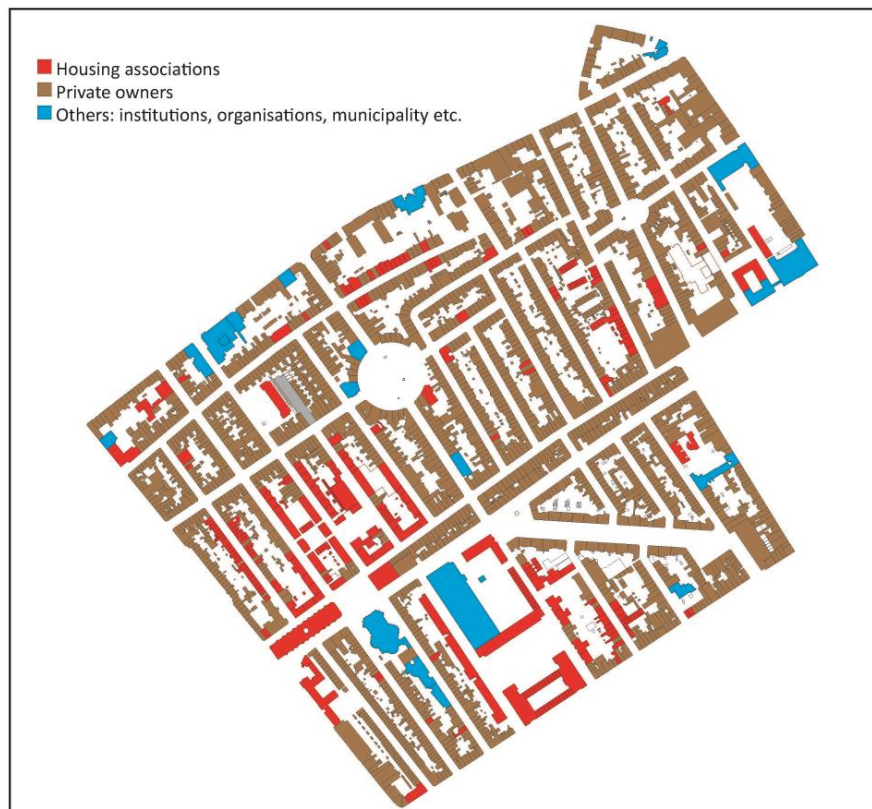 Housing associations
Private owners
Others: institutions, organisations, municipality etc.